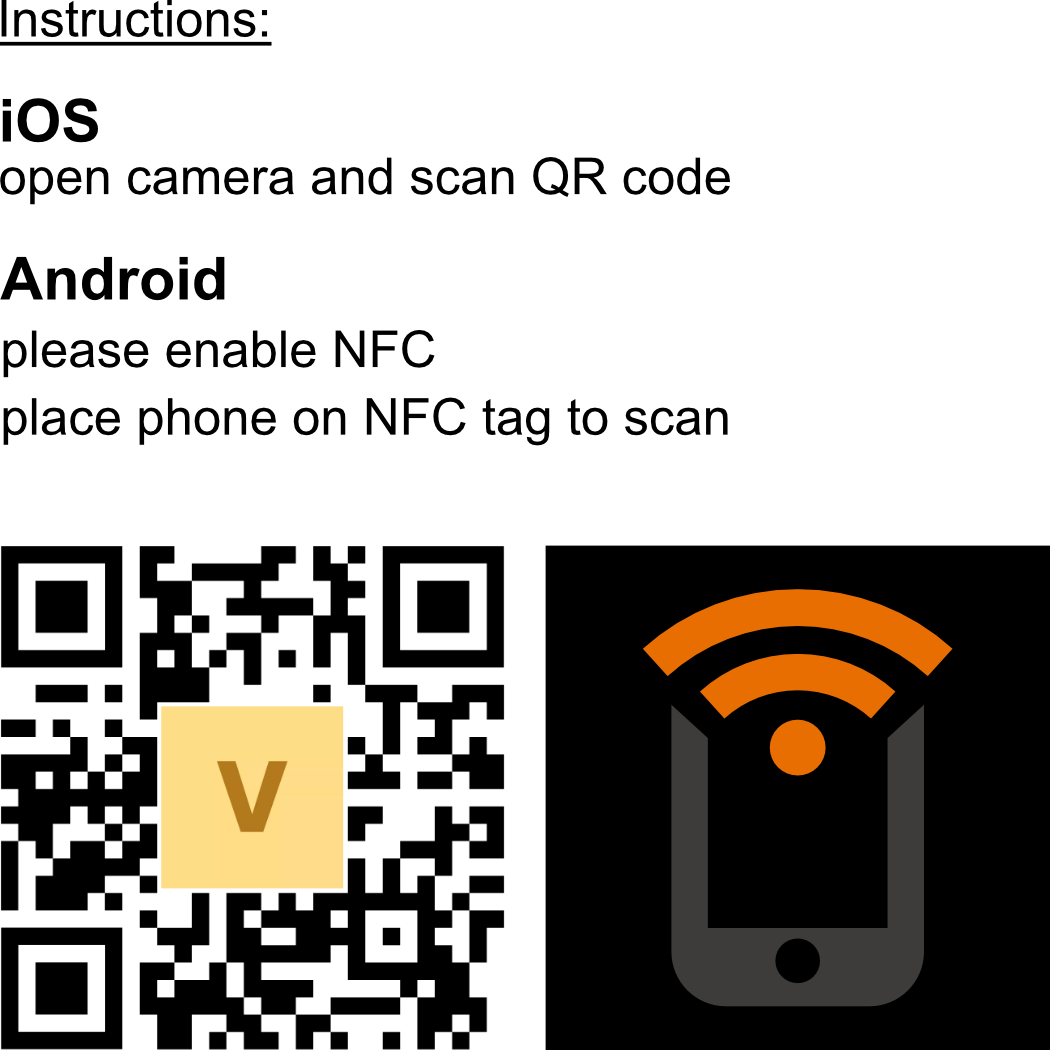 Instructions:
iOS
open camera and scan QR code
Android
please enable NFC
place phone on NFC tag to scan
V